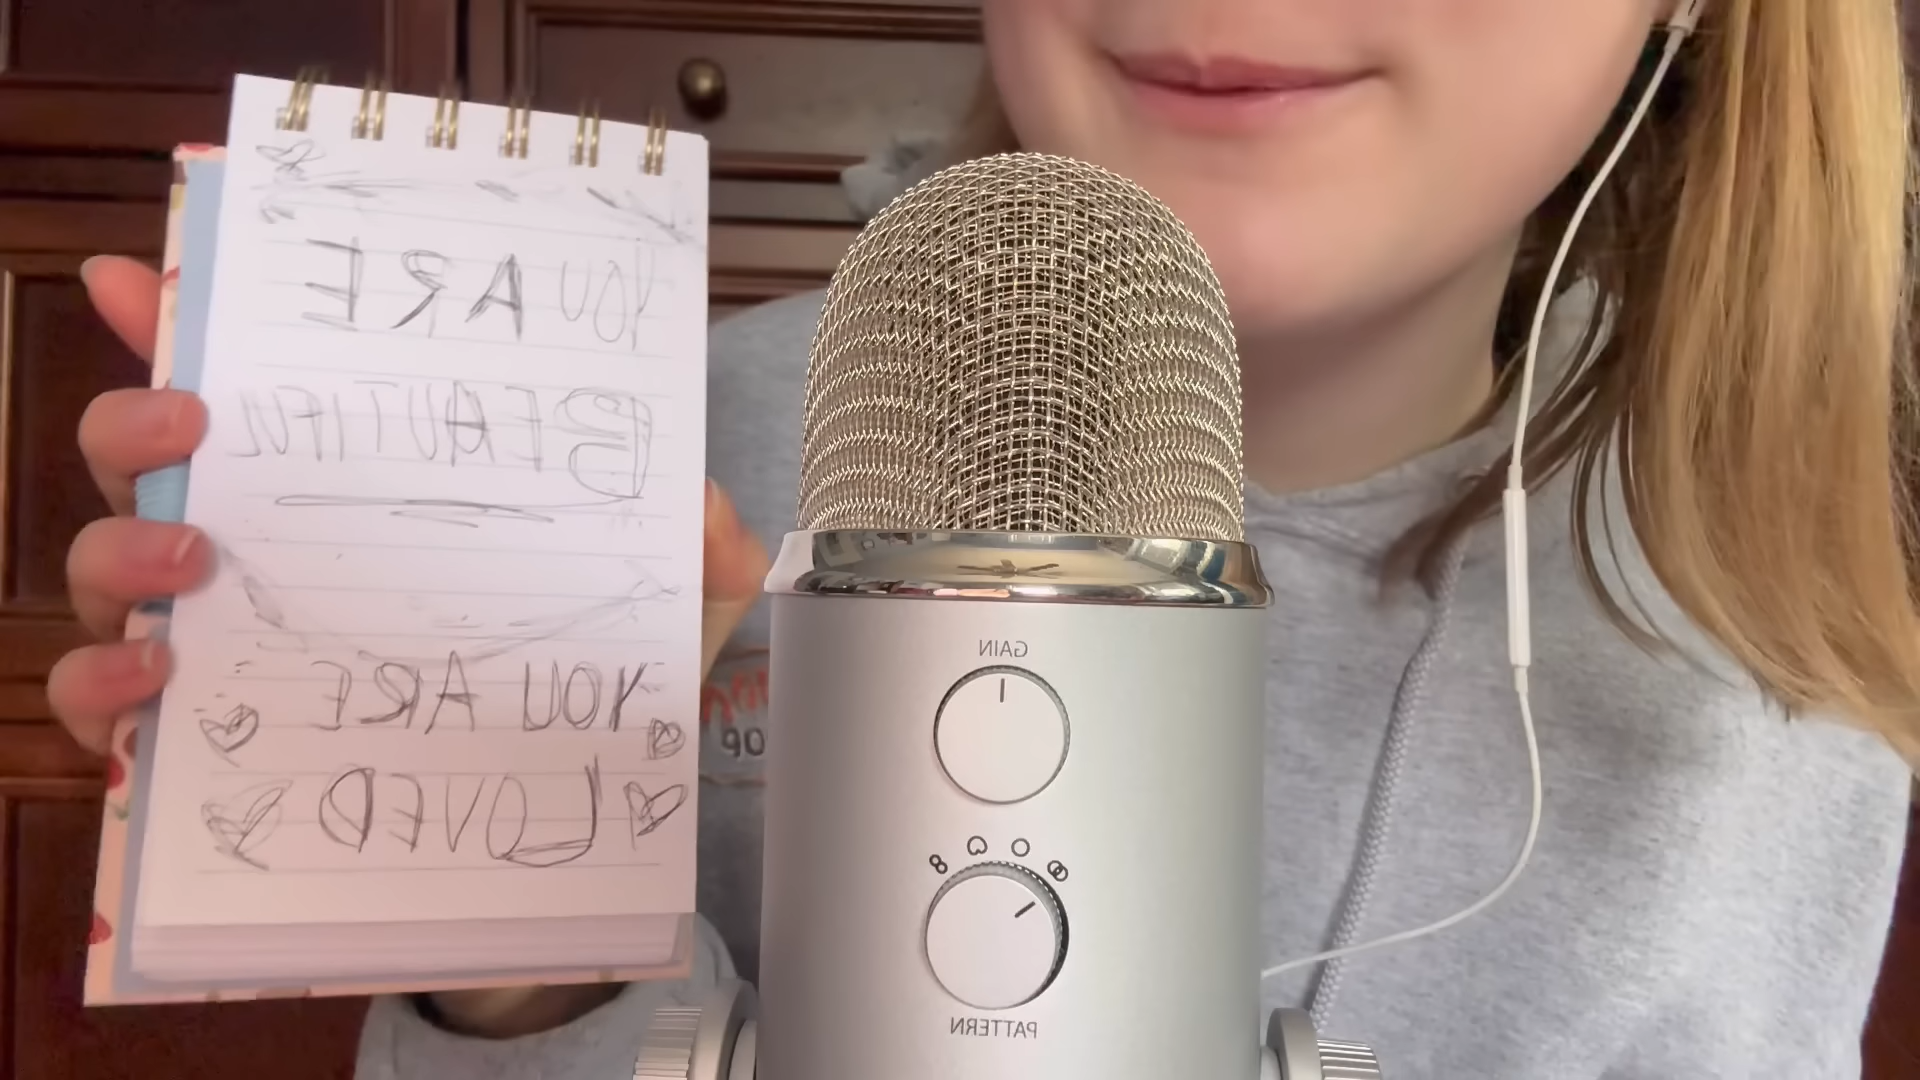 YOU ARE
BEAUTIFUL
YOU ARE
LOVED
GAIN
PATTERN